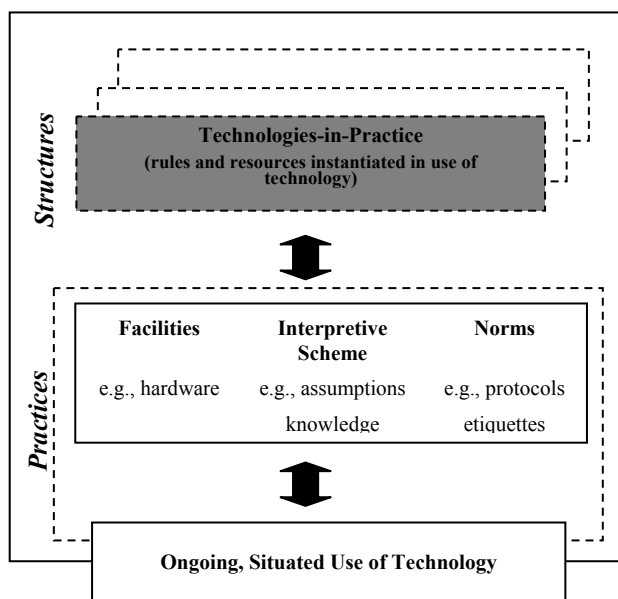 Structures
Technologies-in-Practice
(rules and resources instantiated in use of
technology)
Practices
Facilities
e.g., hardware
Interpretive
Scheme
e.g., assumptions
knowledge
Norms
e.g., protocols
etiquettes
Ongoing, Situated Use of Technology